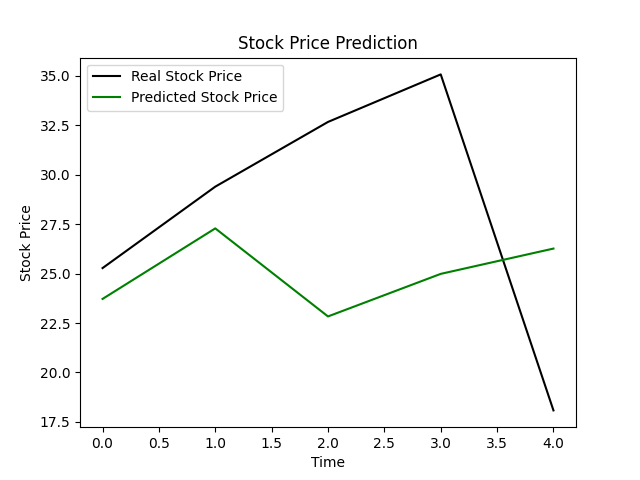 Stock Price Prediction
Real Stock Price
Predicted Stock Price
Stock Price
35.0
32.5
30.0
27.5
25.0
22.5
20.0
17.5
0.0 0.5 1.0 1.5 2.0 2.5 3.0 3.5 4.0
Time